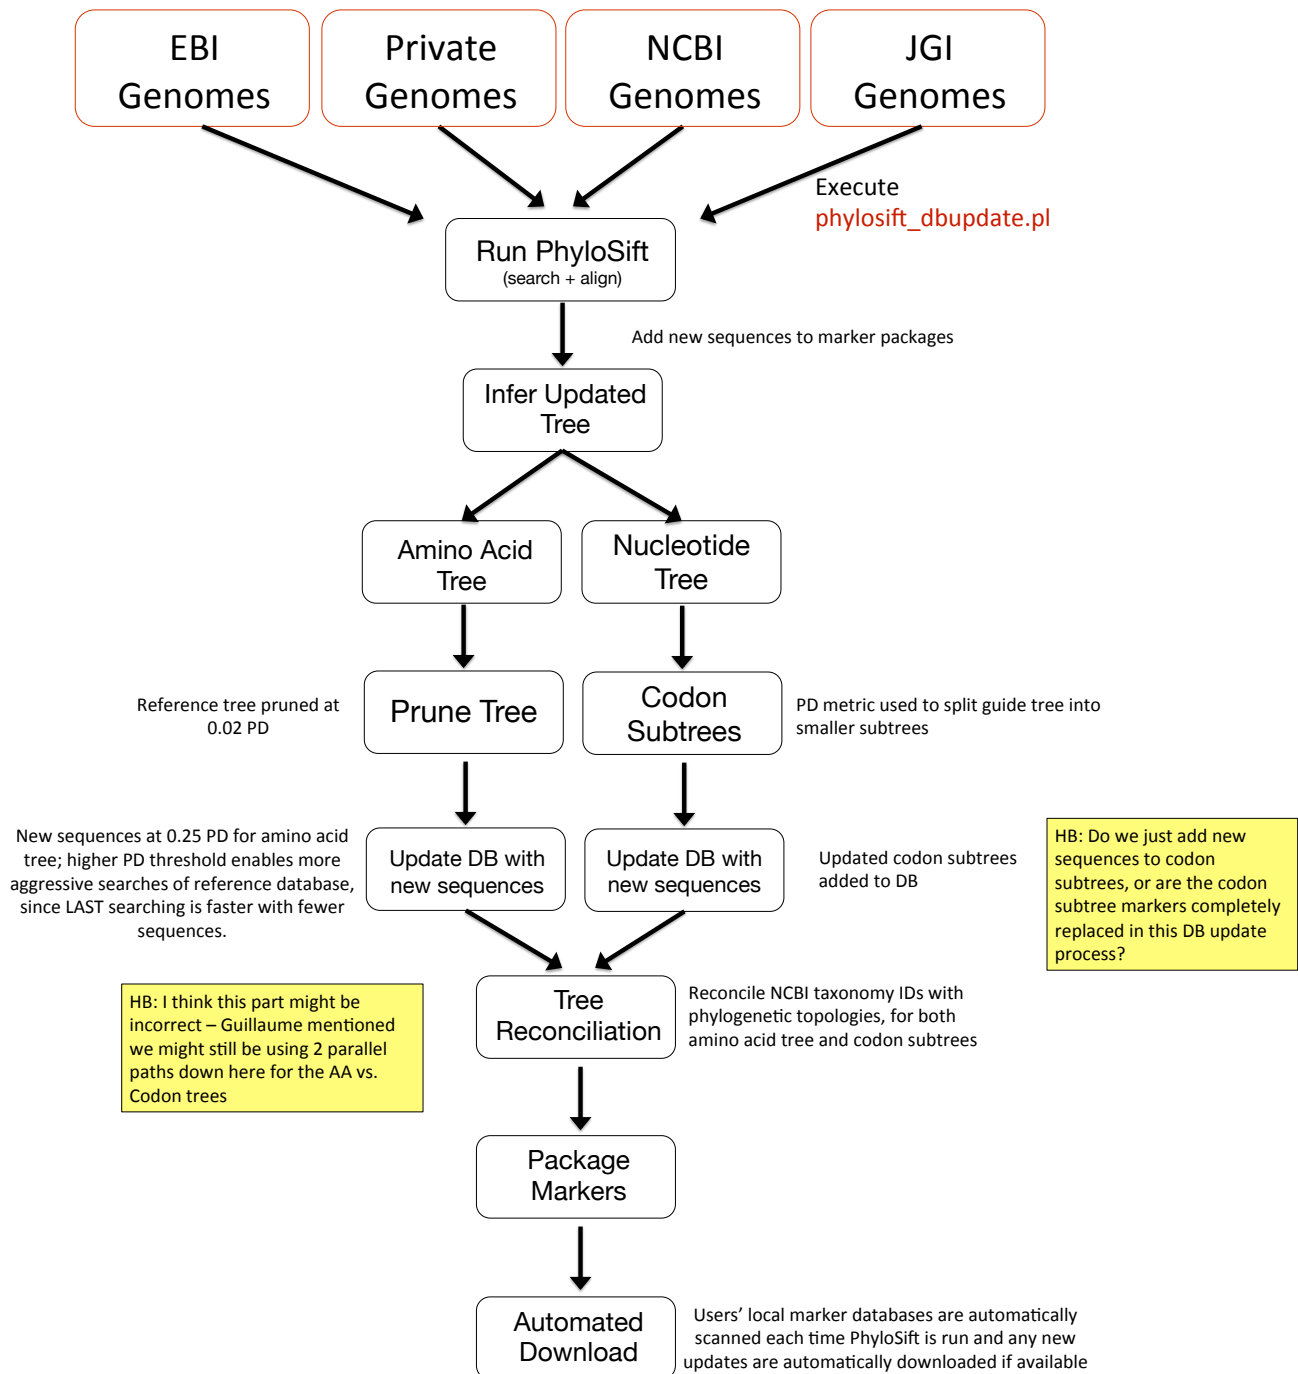 EBI
Genomes
Private
Genomes
NCBI
Genomes
JGI
Genomes
Execute
phylosift_dbupdate.pl
Run PhyloSift
(search + align)
Add new sequences to marker packages
Infer Updated
Tree
Amino Acid
Tree
Nucleotide
Tree
Reference tree pruned at
0.02 PD
Prune Tree
Codon
Subtrees
PD metric used to split guide tree into
smaller subtrees
New sequences at 0.25 PD for amino acid
tree; higher PD threshold enables more
aggressive searches of reference database,
since LAST searching is faster with fewer
sequences.
Update DB with
new sequences
Update DB with
new sequences
Updated codon subtrees
added to DB
HB: Do we just add new
sequences to codon
subtrees, or are the codon
subtree markers completely
replaced in this DB update
process?
HB: I think this part might be
incorrect – Guillaume mentioned
we might still be using 2 parallel
paths down here for the AA vs.
Codon trees
Tree
Reconciliation
Reconcile NCBI taxonomy IDs with
phylogenetic topologies, for both
amino acid tree and codon subtrees
Package
Markers
Automated
Download
Users’ local marker databases are automatically
scanned each time PhyloSift is run and any new
updates are automatically downloaded if available